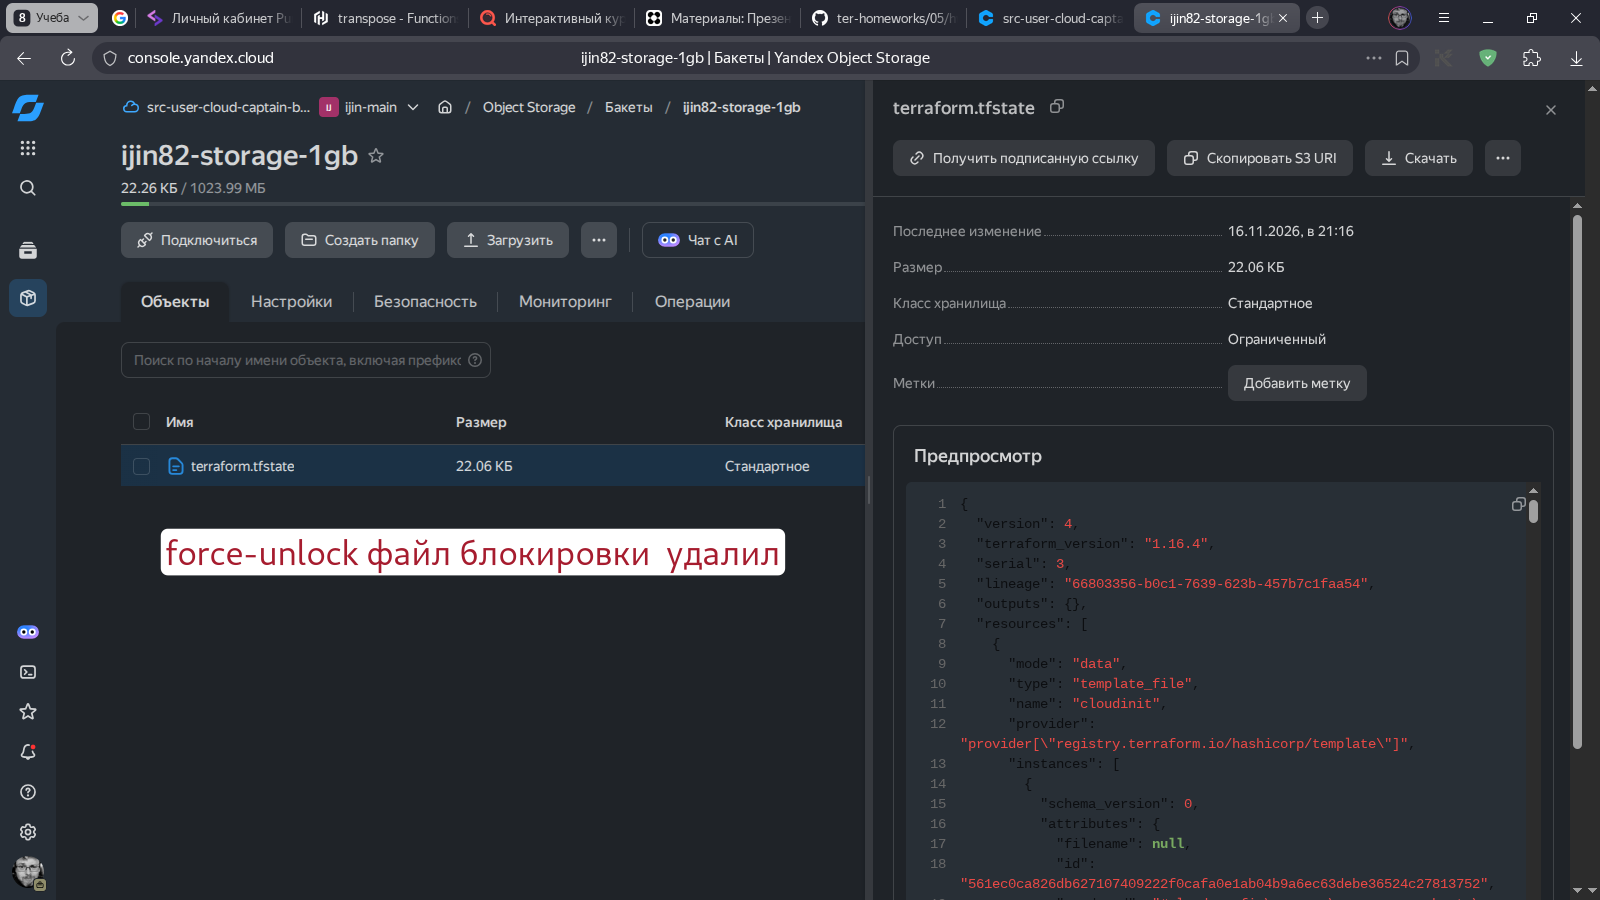 8 Учеба
Личный кабинет Pu
transpose - Function
Интерактивный кур
Материалы: Презен
ter-homeworks/05/h
src-user-cloud-capta
ijin82-storage-1gb
console.yandex.cloud
ijin82-storage-1gb | Бакеты | Yandex Object Storage
src-user-cloud-captain-b... IJ ijin-main / Object Storage / Бакеты / ijin82-storage-1gb
ijin82-storage-1gb
22.26 КБ / 1023.99 МБ
Подключиться
Создать папку
Загрузить
Чат с AI
Объекты
Настройки
Безопасность
Мониторинг
Операции
Поиск по началу имени объекта, включая префикс
Имя Размер Класс хранилища
terraform.tfstate 22.06 КБ Стандартное
force-unlock файл блокировки удалил
terraform.tfstate
Получить подписанную ссылку
Скопировать S3 URI
Скачать
Последнее изменение 16.11.2026, в 21:16
Размер 22.06 КБ
Класс хранилища Стандартное
Доступ Ограниченный
Метки Добавить метку
Предпросмотр
1 {
2 "version": 4,
3 "terraform_version": "1.16.4",
4 "serial": 3,
5 "lineage": "66803356-b0c1-7639-623b-457b7c1faa54",
6 "outputs": {},
7 "resources": [
8 {
9 "mode": "data",
10 "type": "template_file",
11 "name": "cloudinit",
12 "provider":
"provider[\"registry.terraform.io/hashicorp/template\"]",
13 "instances": [
14 {
15 "schema_version": 0,
16 "attributes": {
17 "filename": null,
18 "id":
"561ec0ca826db627107409222f0cafa0e1ab04b9a6ec63debe36524c27813752",